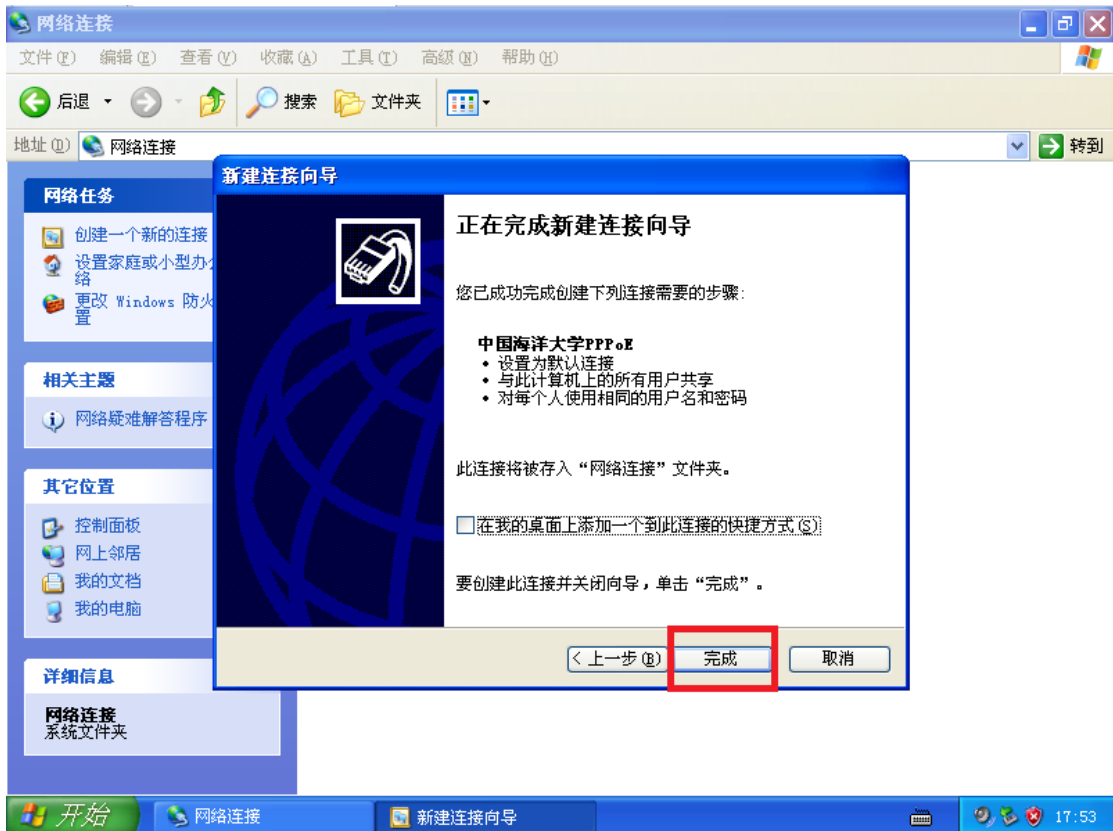 网络连接
文件(F) 编辑(E) 查看(V) 收藏(A) 工具(T) 高级(N) 帮助(H)
后退 搜索 文件夹
地址(D) 网络连接 转到
网络任务
创建一个新的连接
设置家庭或小型办
络
更改 Windows 防火
置
相关主题
网络疑难解答程序
其它位置
控制面板
网上邻居
我的文档
我的电脑
详细信息
网络连接
系统文件夹
新建连接向导
正在完成新建连接向导
您已成功完成创建下列连接需要的步骤:
中国海洋大学PPPoE
• 设置为默认连接
• 与此计算机上的所有用户共享
• 对每个人使用相同的用户名和密码
此连接将被存入“网络连接”文件夹。
在我的桌面上添加一个到此连接的快捷方式(S)
要创建此连接并关闭向导,单击“完成”。
<上一步(B) 完成 取消
开始 网络连接 新建连接向导 17:53